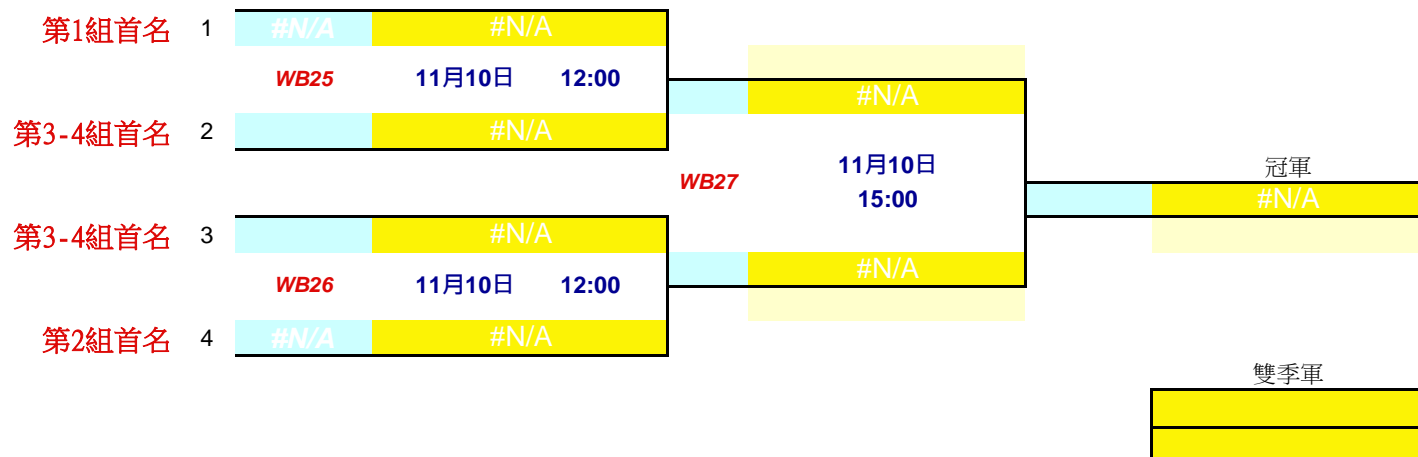 第1組首名 1 #N/A #N/A
WB25 11月10日 12:00
#N/A
第3-4組首名 2 #N/A
WB27 11月10日
15:00
冠軍
#N/A
第3-4組首名 3 #N/A
WB26 11月10日 12:00
#N/A
第2組首名 4 #N/A #N/A
雙季軍